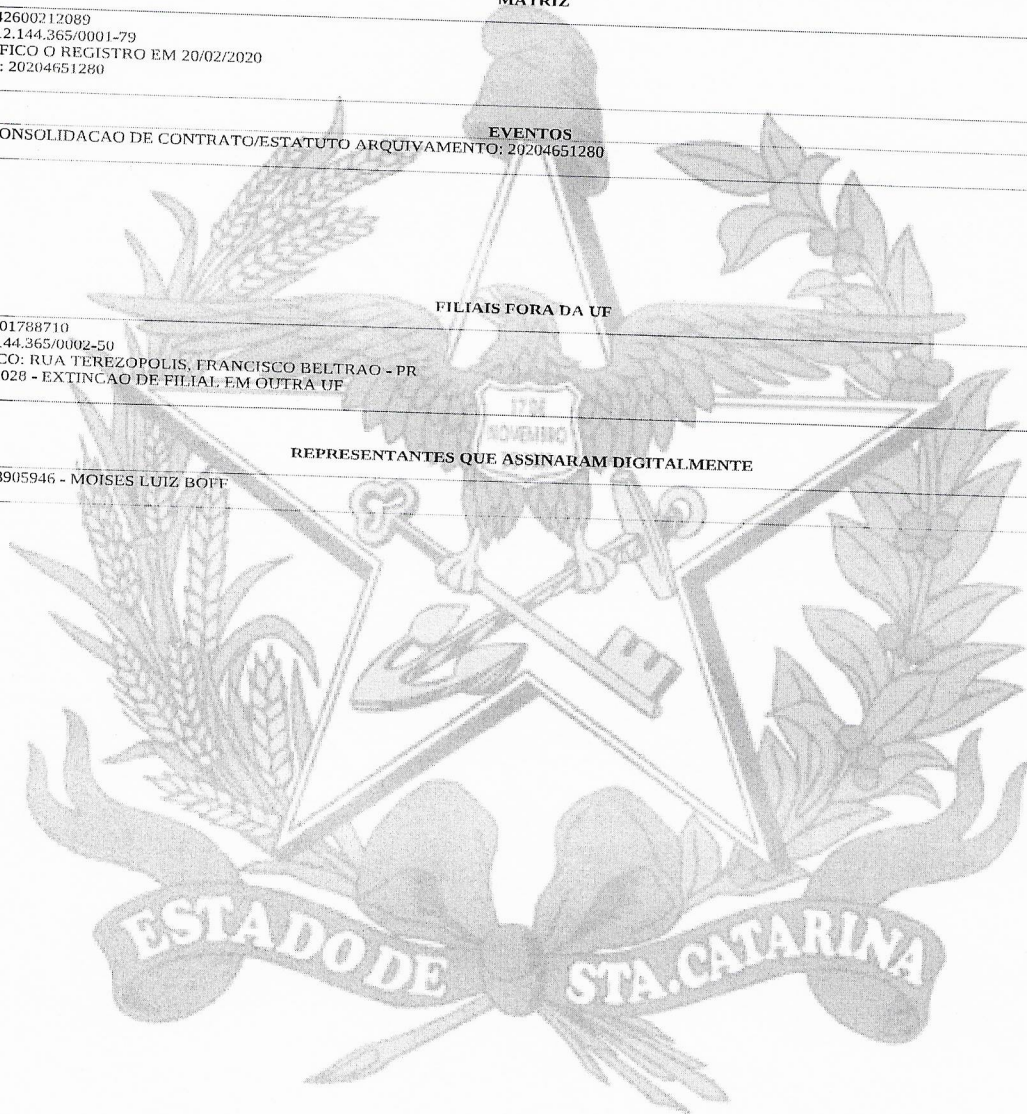 MATRIZ
42600212089
2.144.365/0001-79
FICO O REGISTRO EM 20/02/2020
: 20204651280
EVENTOS
ONSOLIDACAO DE CONTRATO/ESTATUTO ARQUIVAMENTO: 20204651280
FILIAIS FORA DA UF
01788710
144.365/0002-50
CO: RUA TEREZOPOLIS, FRANCISCO BELTRAO - PR
028 - EXTINCAO DE FILIAL EM OUTRA UF
17 DE
NOVEMBRO
REPRESENTANTES QUE ASSINARAM DIGITALMENTE
3905946 - MOISES LUIZ BOFF
ESTADO DE STA.CATARINA